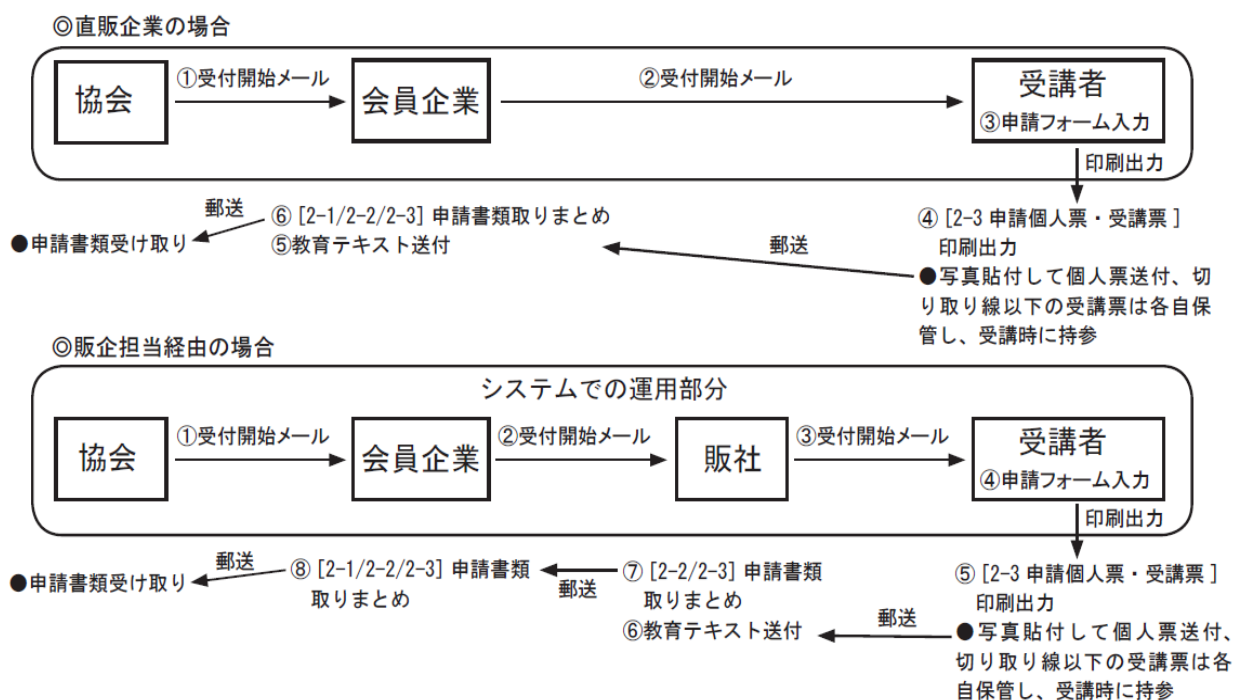 ◎直販企業の場合
協会
①受付開始メール
会員企業
②受付開始メール
受講者
③申請フォーム入力
印刷出力
④[2-3 申請個人票・受講票]
印刷出力
●写真貼付して個人票送付、切
り取り線以下の受講票は各自保
管し、受講時に持参
郵送
⑥[2-1/2-2/2-3] 申請書類取りまとめ
⑤教育テキスト送付
郵送
●申請書類受け取り
◎販企担当経由の場合
システムでの運用部分
協会
①受付開始メール
会員企業
②受付開始メール
販社
③受付開始メール
受講者
④申請フォーム入力
印刷出力
⑤[2-3 申請個人票・受講票]
印刷出力
●写真貼付して個人票送付、
切り取り線以下の受講票は各
自保管し、受講時に持参
郵送
⑦[2-2/2-3] 申請書類
取りまとめ
⑥教育テキスト送付
郵送
⑧[2-1/2-2/2-3] 申請書類
取りまとめ
郵送
●申請書類受け取り